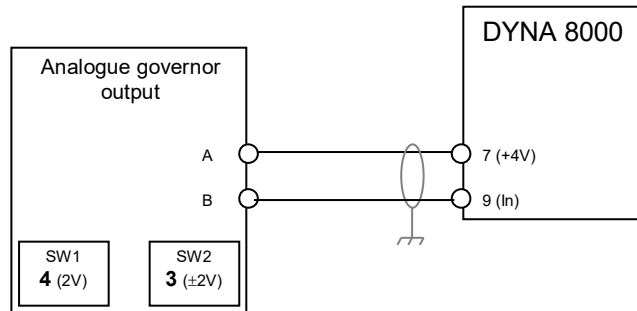 DYNA 8000
Analogue governor
output
A
7 (+4V)
B
9 (In)
SW1
4 (2V)
SW2
3 (±2V)